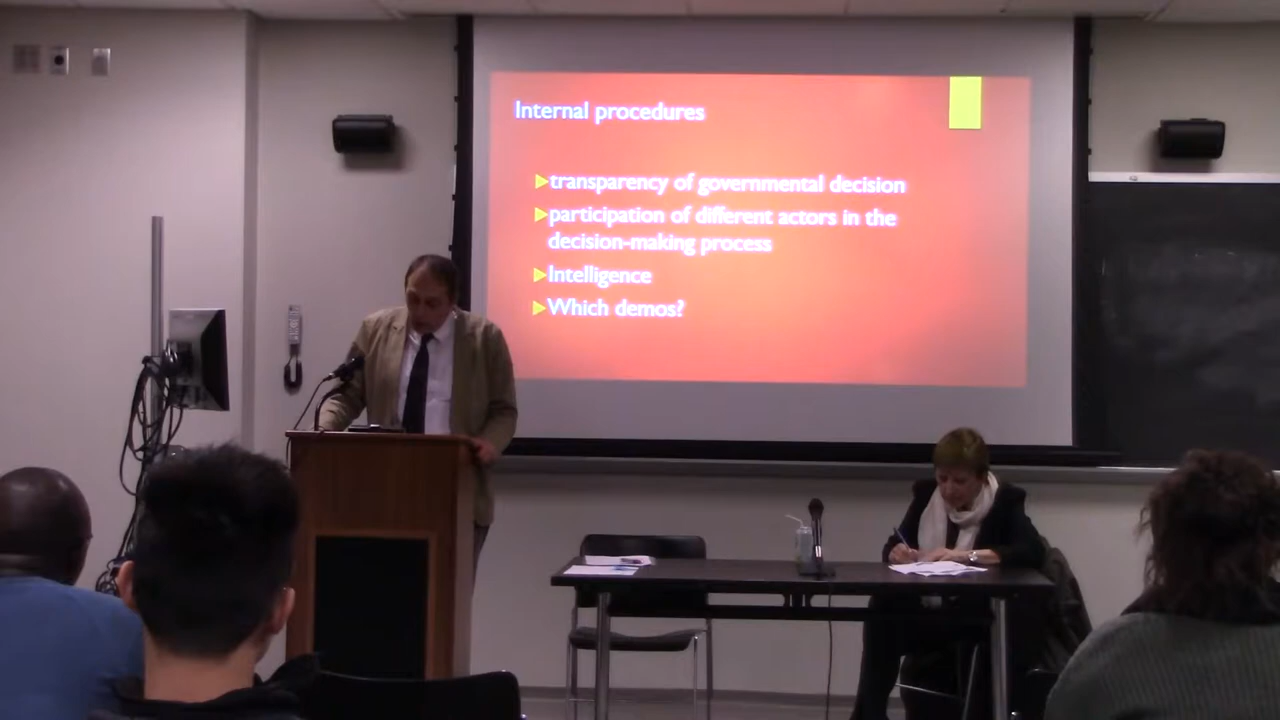 Internal procedures
transparency of governmental decision
participation of different actors in the
decision-making process
Intelligence
Which demos?